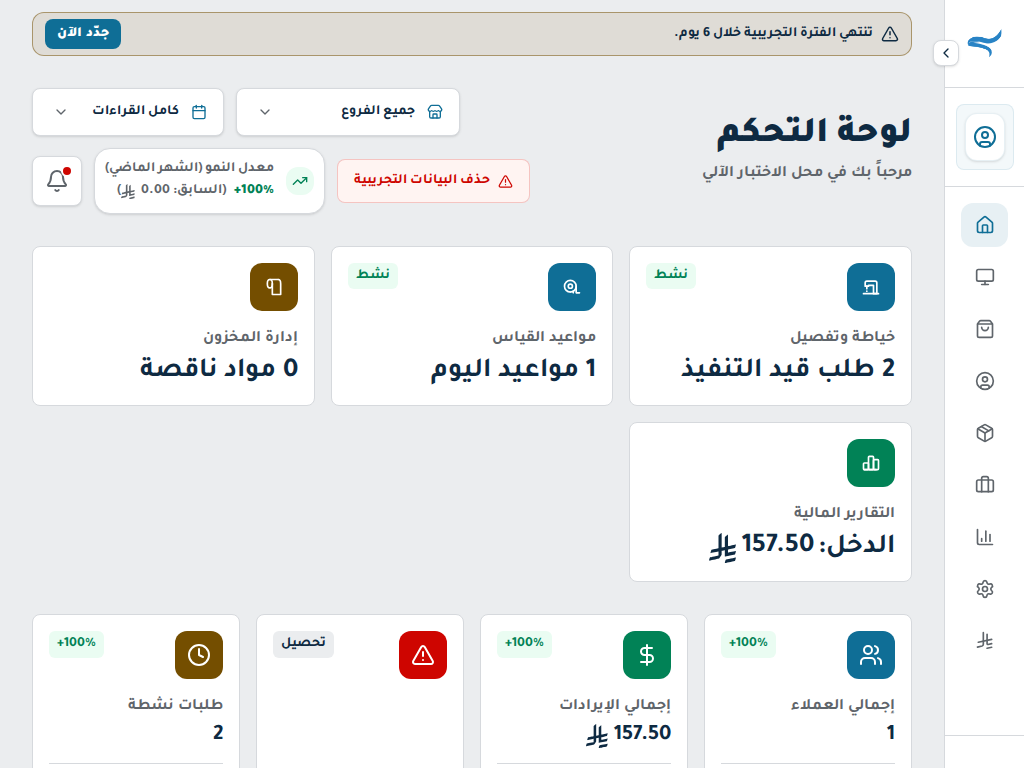 تنتهي الفترة التجريبية خلال 6 يوم.
جدّد الآن
لوحة التحكم
مرحباً بك في محل الاختبار الآلي
جميع الفروع
كامل القراءات
حذف البيانات التجريبية
معدل النمو (الشهر الماضي)
+100% (السابق: 0.00 ⃁)
نشط
خياطة وتفصيل
2 طلب قيد التنفيذ
نشط
مواعيد القياس
1 مواعيد اليوم
إدارة المخزون
0 مواد ناقصة
التقارير المالية
الدخل: 157.50 ⃁
+100%
إجمالي العملاء
1
+100%
إجمالي الإيرادات
157.50 ⃁
تحصيل
+100%
طلبات نشطة
2